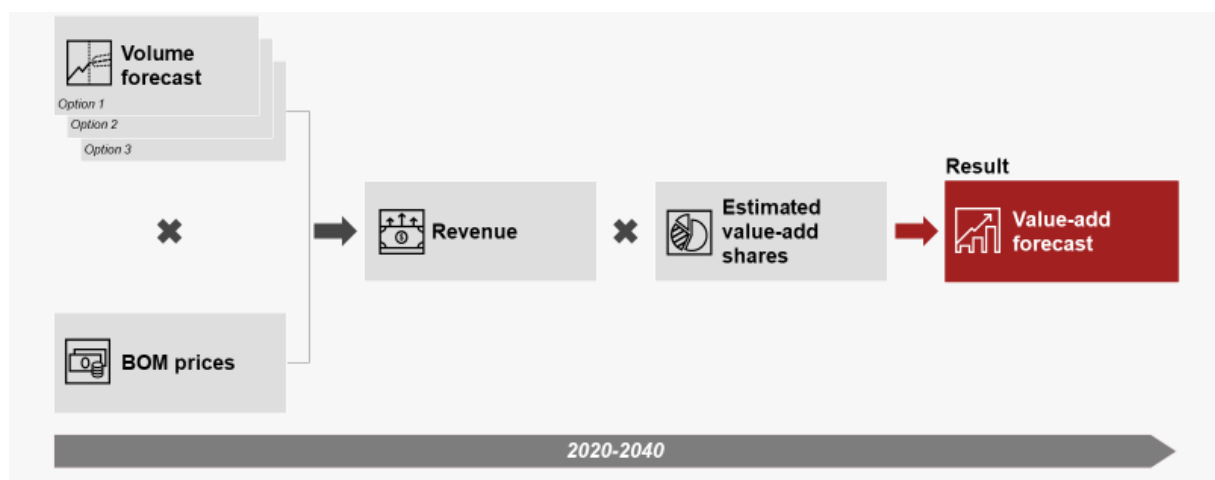 Volume
forecast
Option 1
Option 2
Option 3
BOM prices
Revenue
Estimated
value-add
shares
Result
Value-add
forecast
2020-2040